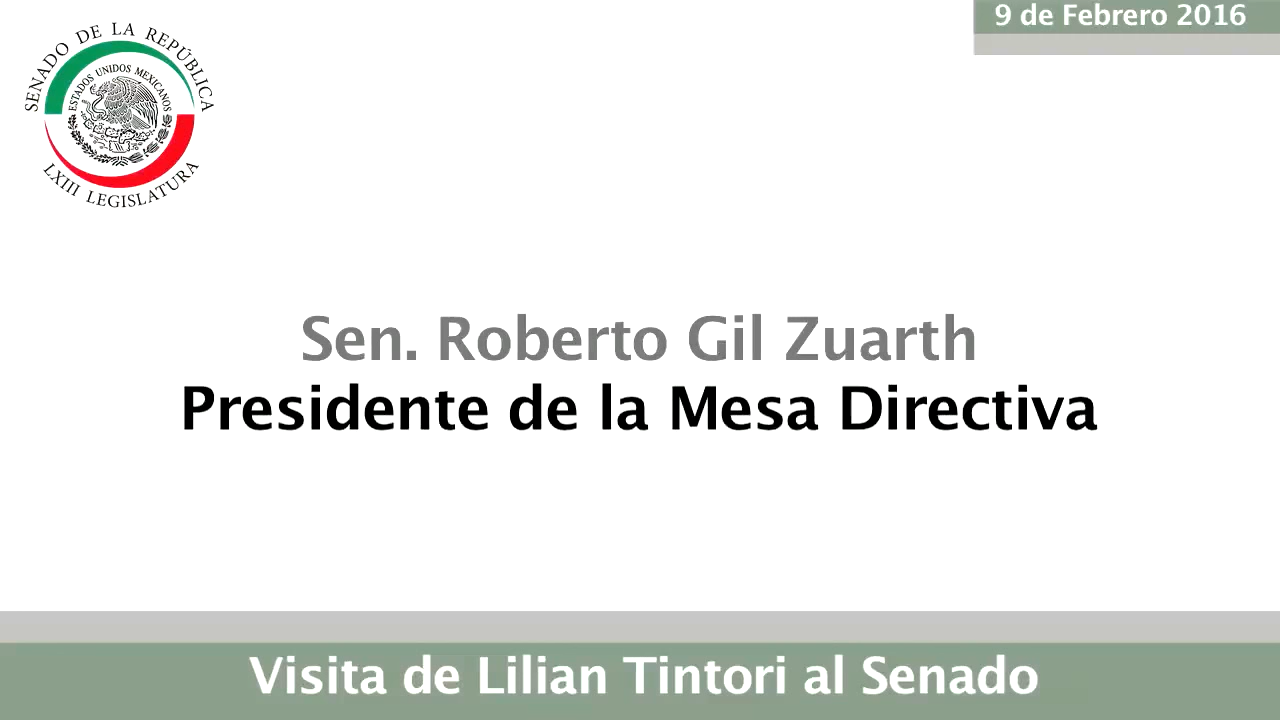 9 de Febrero 2016
SENADO DE LA REPÚBLICA
ESTADOS UNIDOS MEXICANOS
LXIII LEGISLATURA
Sen. Roberto Gil Zuarth
Presidente de la Mesa Directiva
Visita de Lilian Tintori al Senado